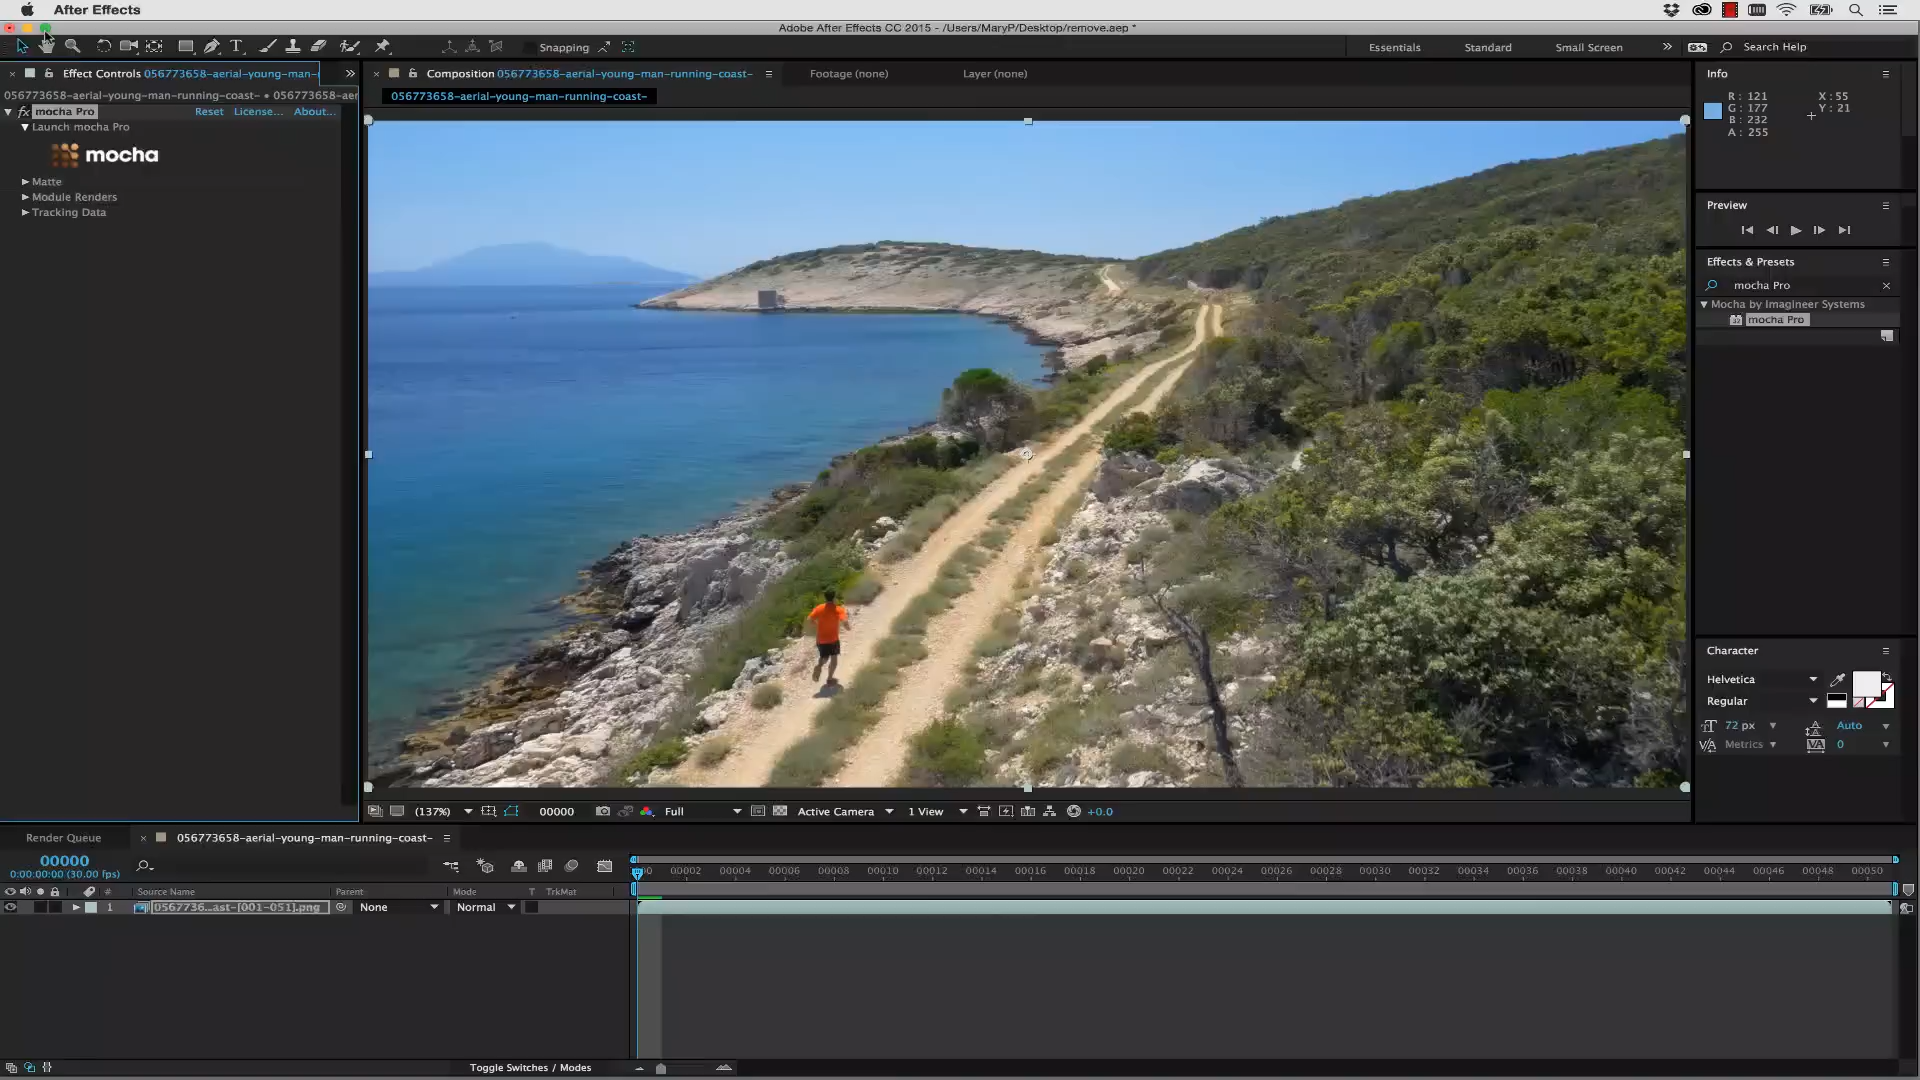 After Effects
Adobe After Effects CC 2015 - /Users/MaryP/Desktop/remove.aep *
Snapping
Essentials Standard Small Screen Search Help
Effect Controls 056773658-aerial-young-man-
056773658-aerial-young-man-running-coast- • 056773658-aer
Composition 056773658-aerial-young-man-running-coast-
Footage (none)
Layer (none)
056773658-aerial-young-man-running-coast-
fx mocha Pro Reset License... About...
Launch mocha Pro
mocha
Matte
Module Renders
Tracking Data
Info
R : 121 X : 55
G : 177 Y : 21
B : 232
A : 255
Preview
Effects & Presets
mocha Pro
Mocha by Imagineer Systems
mocha Pro
Character
Helvetica
Regular
72 px Auto
Metrics 0
(137%) 00000 Full Active Camera 1 View +0.0
Render Queue 056773658-aerial-young-man-running-coast-
00000
0:00:00:00 (30.00 fps)
00002 00004 00006 00008 00010 00012 00014 00016 00018 00020 00022 00024 00026 00028 00030 00032 00034 00036 00038 00040 00042 00044 00046 00048 00050
# Source Name Parent Mode T TrkMat
1 0567736...ast-[001-051].png None Normal
Toggle Switches / Modes